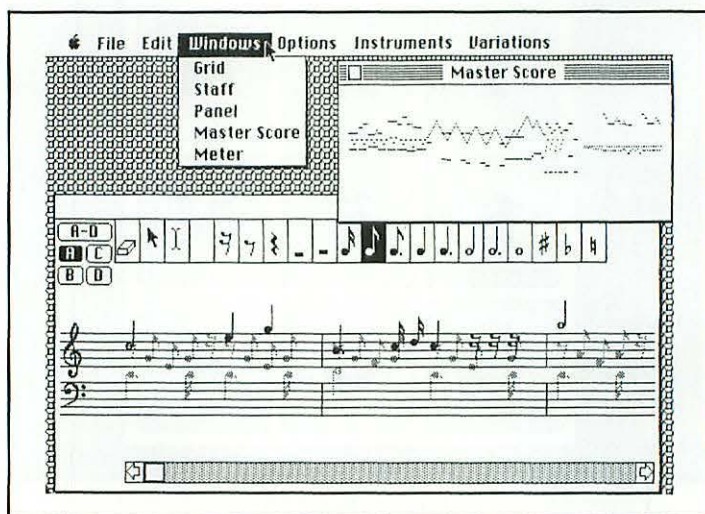 File Edit Windows Options Instruments Variations
Grid
Staff
Panel
Master Score
Meter
Master Score
A-D
A C
B D